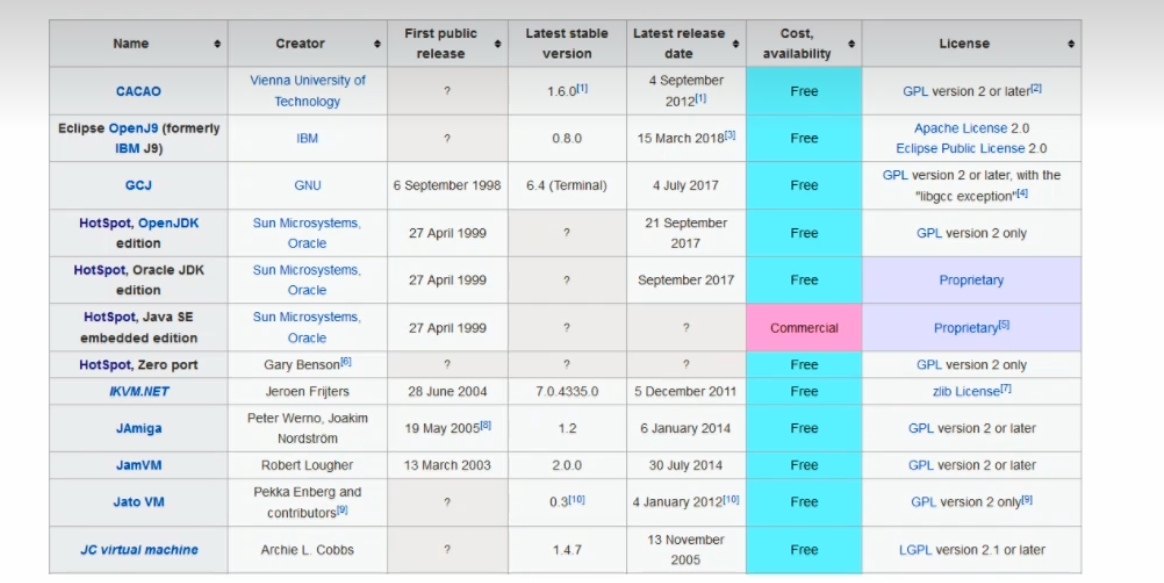 Name Creator First public release Latest stable version Latest release date Cost, availability License
CACAO Vienna University of Technology ? 1.6.0[1] 4 September 2012[1] Free GPL version 2 or later[2]
Eclipse OpenJ9 (formerly IBM J9) IBM ? 0.8.0 15 March 2018[3] Free Apache License 2.0 Eclipse Public License 2.0
GCJ GNU 6 September 1998 6.4 (Terminal) 4 July 2017 Free GPL version 2 or later, with the "libgcc exception"[4]
HotSpot, OpenJDK edition Sun Microsystems, Oracle 27 April 1999 ? 21 September 2017 Free GPL version 2 only
HotSpot, Oracle JDK edition Sun Microsystems, Oracle 27 April 1999 ? September 2017 Free Proprietary
HotSpot, Java SE embedded edition Sun Microsystems, Oracle 27 April 1999 ? ? Commercial Proprietary[5]
HotSpot, Zero port Gary Benson[6] ? ? ? Free GPL version 2 only
IKVM.NET Jeroen Frijters 28 June 2004 7.0.4335.0 5 December 2011 Free zlib License[7]
JAmiga Peter Werno, Joakim Nordström 19 May 2005[8] 1.2 6 January 2014 Free GPL version 2 or later
JamVM Robert Lougher 13 March 2003 2.0.0 30 July 2014 Free GPL version 2 or later
Jato VM Pekka Enberg and contributors[9] ? 0.3[10] 4 January 2012[10] Free GPL version 2 only[9]
JC virtual machine Archie L. Cobbs ? 1.4.7 13 November 2005 Free LGPL version 2.1 or later